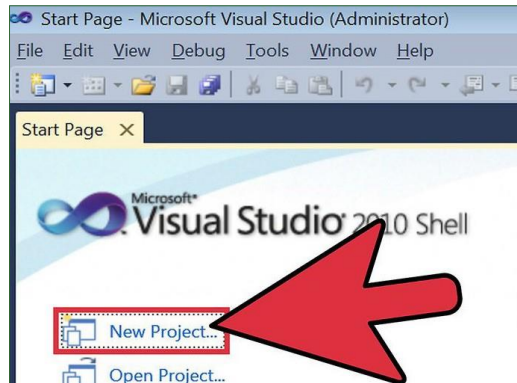 Start Page - Microsoft Visual Studio (Administrator)
File Edit View Debug Tools Window Help
Start Page
Microsoft
Visual Studio 2010 Shell
New Project...
Open Project...